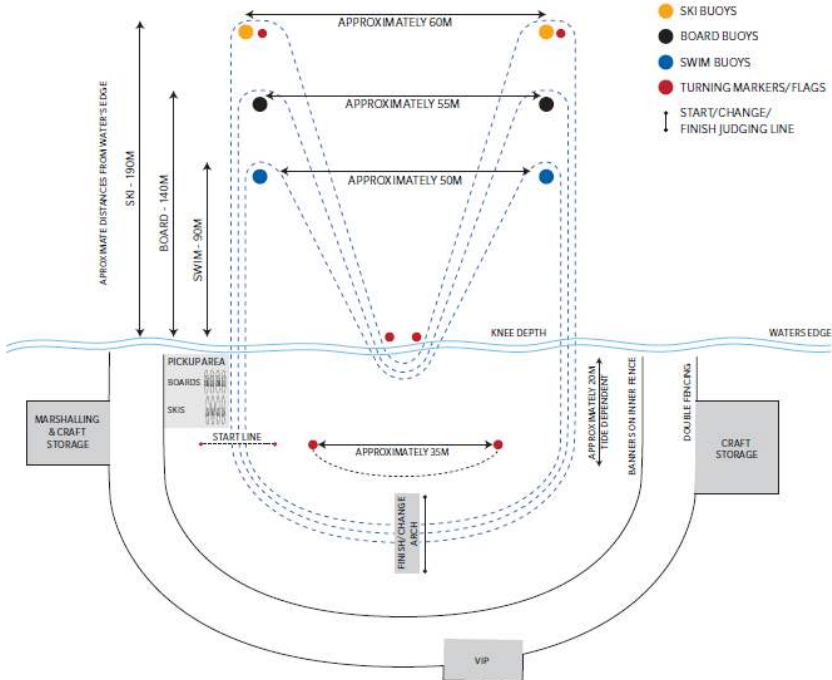 APPROXIMATELY 60M
SKI BUOYS
BOARD BUOYS
SWIM BUOYS
TURNING MARKERS/FLAGS
START/CHANGE/
FINISH JUDGING LINE
APPROXIMATELY 55M
APPROXIMATELY 50M
APROXIMATE DISTANCES FROM WATER'S EDGE
SKI - 190M
BOARD - 140M
SWIM - 90M
KNEE DEPTH
WATERS EDGE
PICKUP AREA
BOARDS
SKIS
MARSHALLING
& CRAFT
STORAGE
START LINE
APPROXIMATELY 35M
APPROXIMATELY 20M
TIDE DEPENDENT
BANNERS ON INNER FENCE
DOUBLE FENCING
CRAFT
STORAGE
FINISH/CHANGE
ARCH
VIP